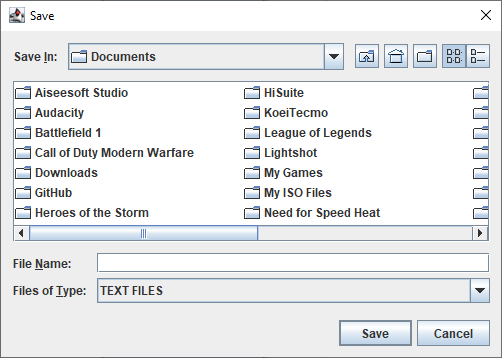 Save
Save In: Documents
Aiseesoft Studio
Audacity
Battlefield 1
Call of Duty Modern Warfare
Downloads
GitHub
Heroes of the Storm
HiSuite
KoeiTecmo
League of Legends
Lightshot
My Games
My ISO Files
Need for Speed Heat
File Name:
Files of Type: TEXT FILES
Save Cancel